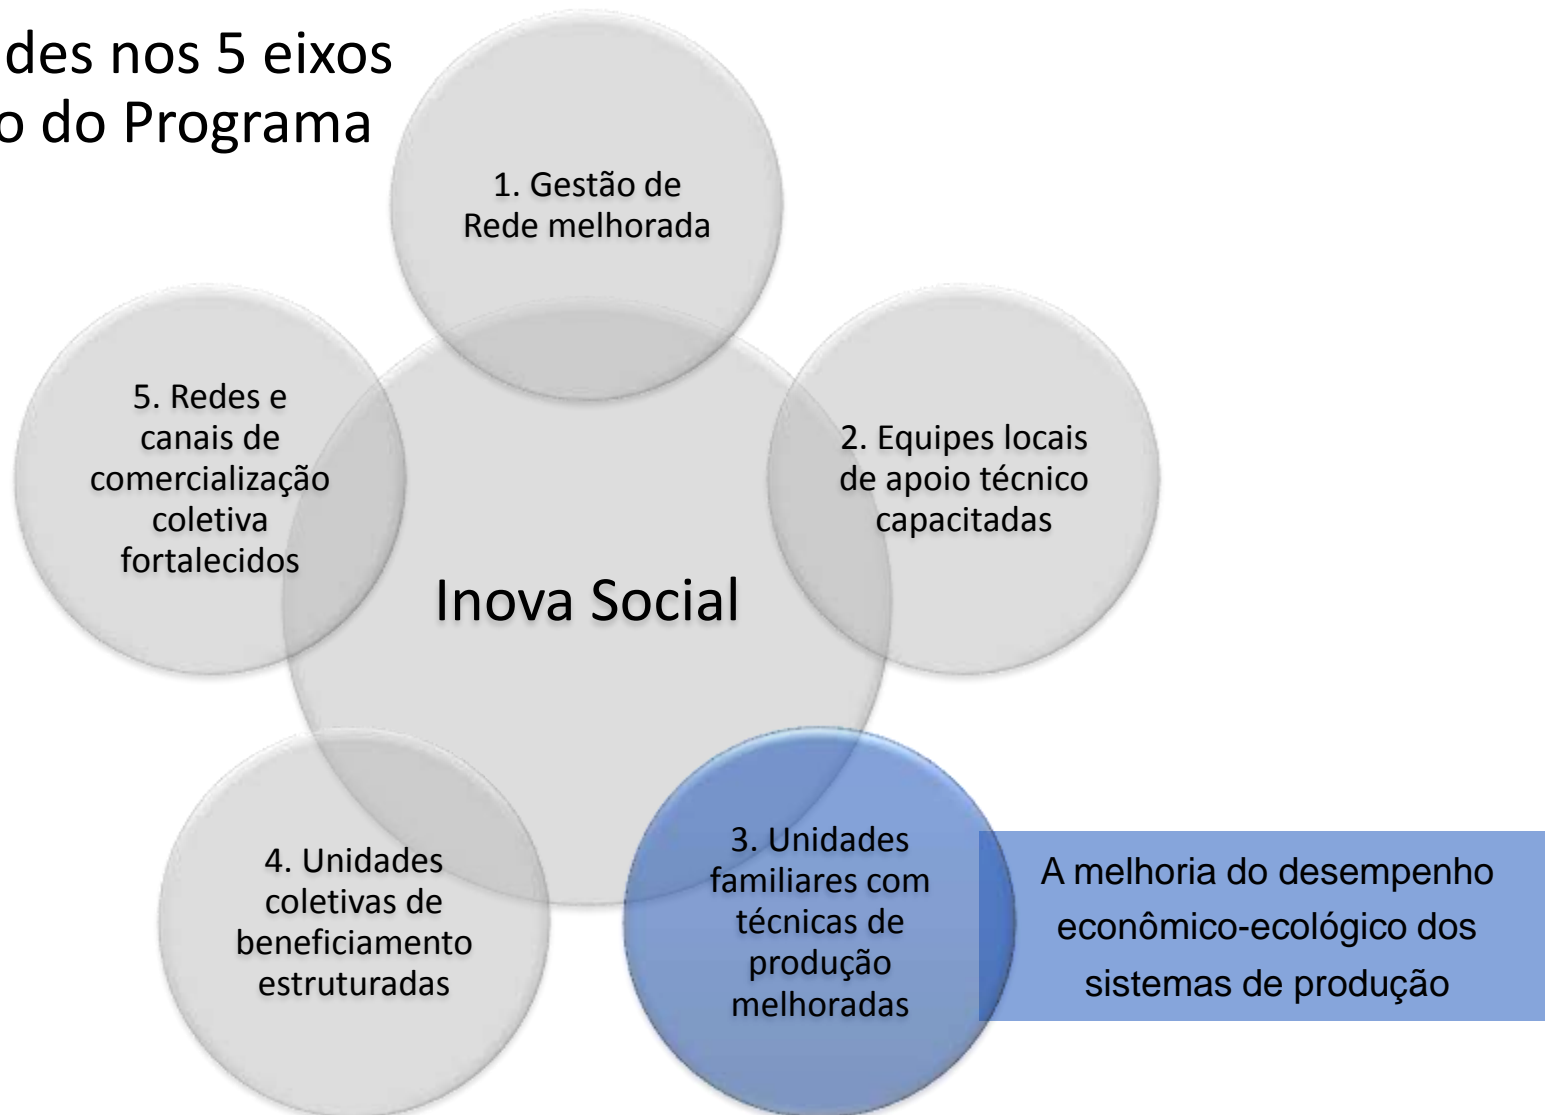 des nos 5 eixos
o do Programa
1. Gestão de
Rede melhorada
2. Equipes locais
de apoio técnico
capacitadas
3. Unidades
familiares com
técnicas de
produção
melhoradas
A melhoria do desempenho
econômico-ecológico dos
sistemas de produção
4. Unidades
coletivas de
beneficiamento
estruturadas
5. Redes e
canais de
comercialização
coletiva
fortalecidos
Inova Social